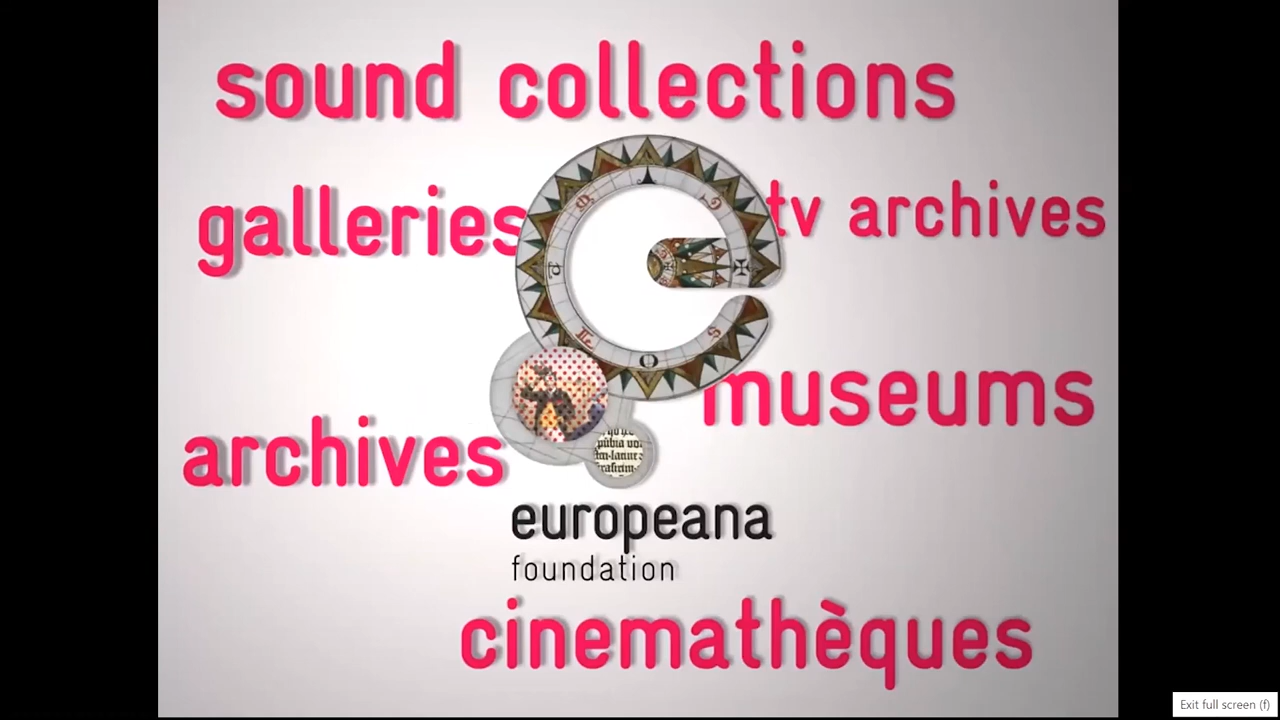 sound collections
galleries
tv archives
museums
archives
europeana
foundation
cinemathèques
Exit full screen (f)